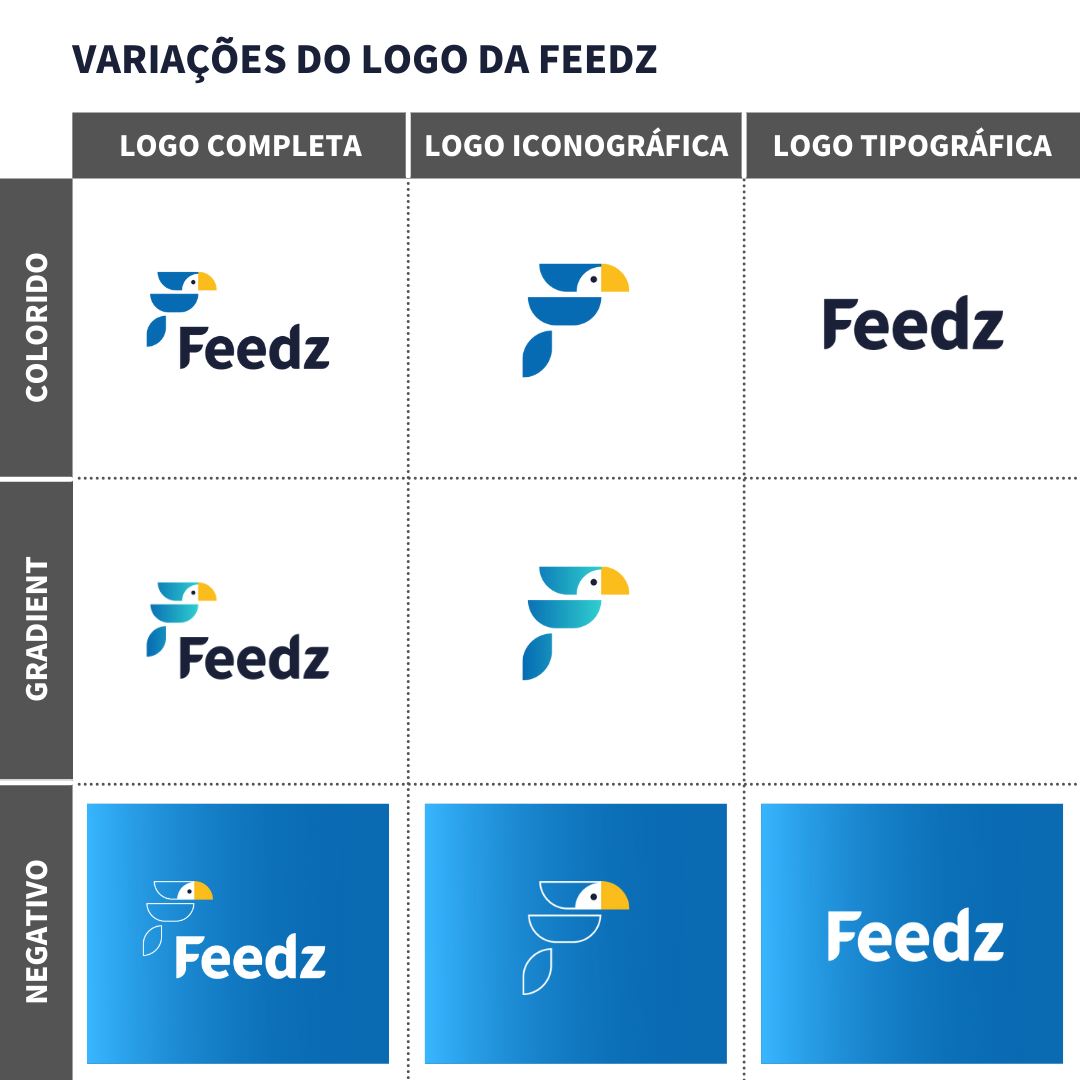 VARIAÇÕES DO LOGO DA FEEDZ
LOGO COMPLETA
LOGO ICONOGRÁFICA
LOGO TIPOGRÁFICA
COLORIDO
Feedz
Feedz
GRADIENT
Feedz
NEGATIVO
Feedz
Feedz